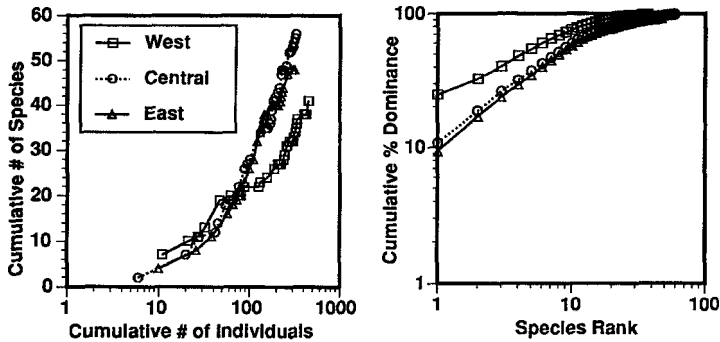 60
50
40
30
20
10
0
Cumulative # of Species
West
Central
East
1 10 100 1000
Cumulative # of Individuals
100
10
1
Cumulative % Dominance
1 10 100
Species Rank